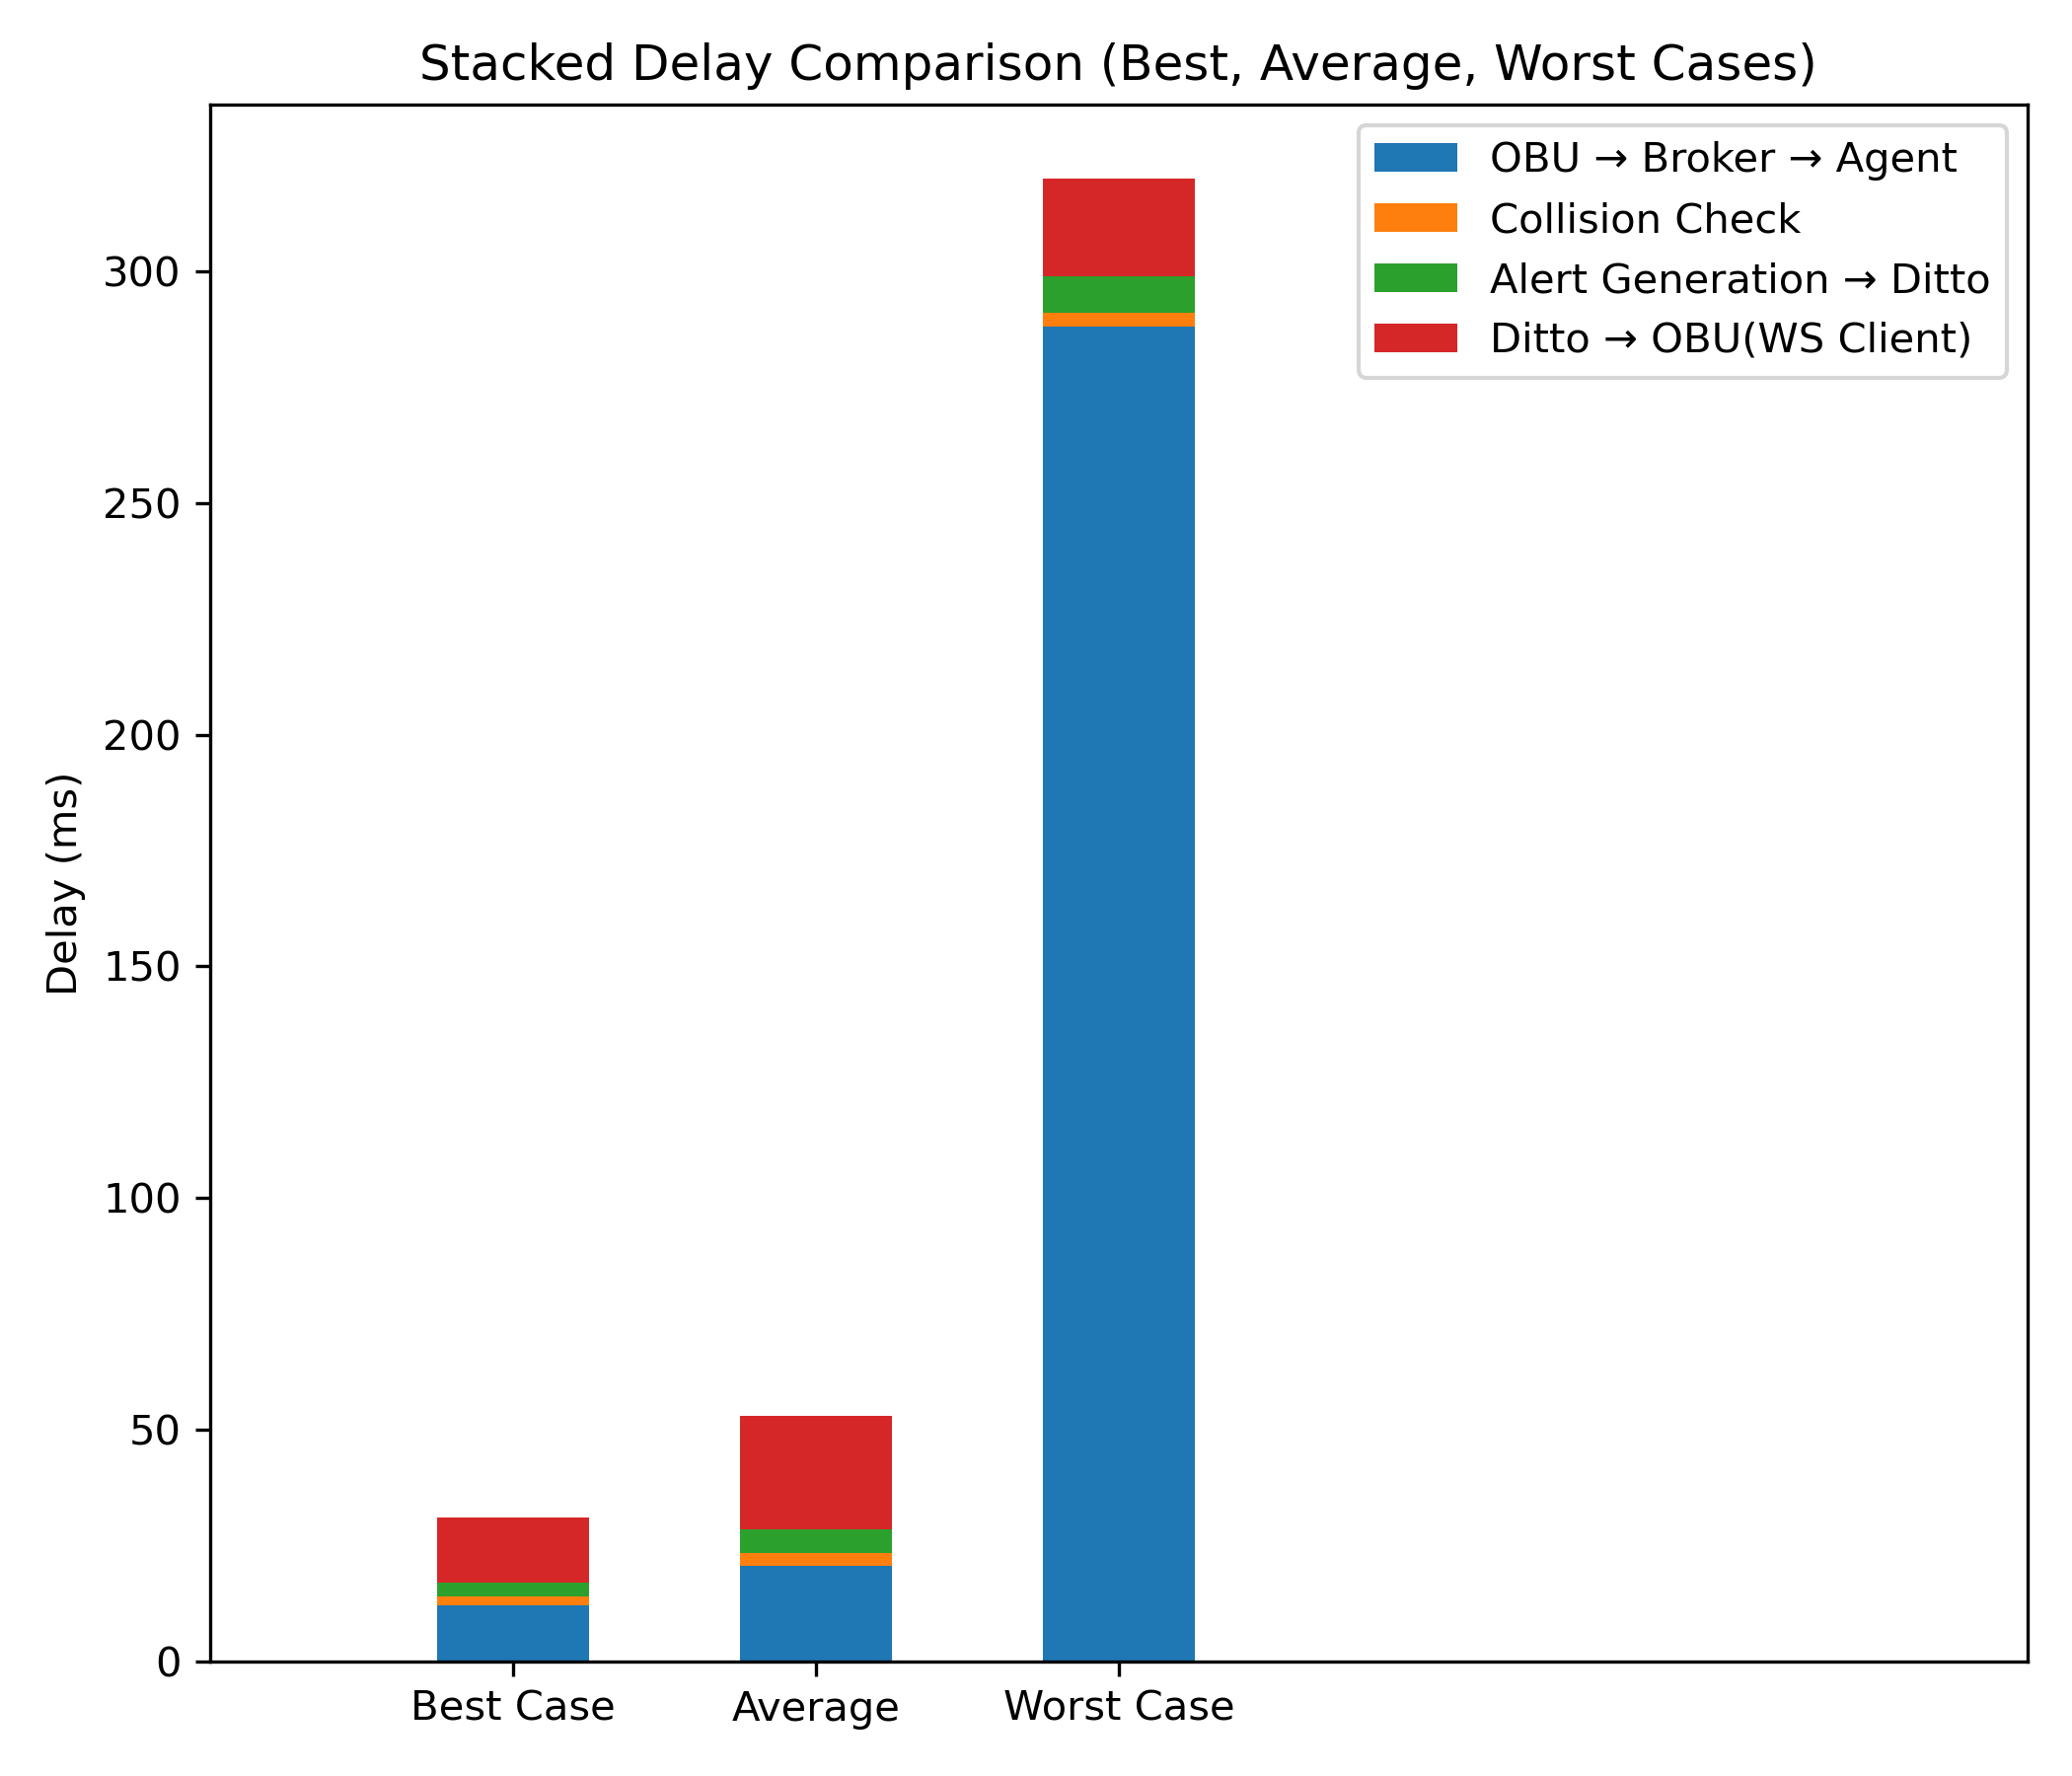 Stacked Delay Comparison (Best, Average, Worst Cases)
OBU → Broker → Agent
Collision Check
Alert Generation → Ditto
Ditto → OBU(WS Client)
300
250
200
150
100
50
0
Delay (ms)
Best Case
Average
Worst Case